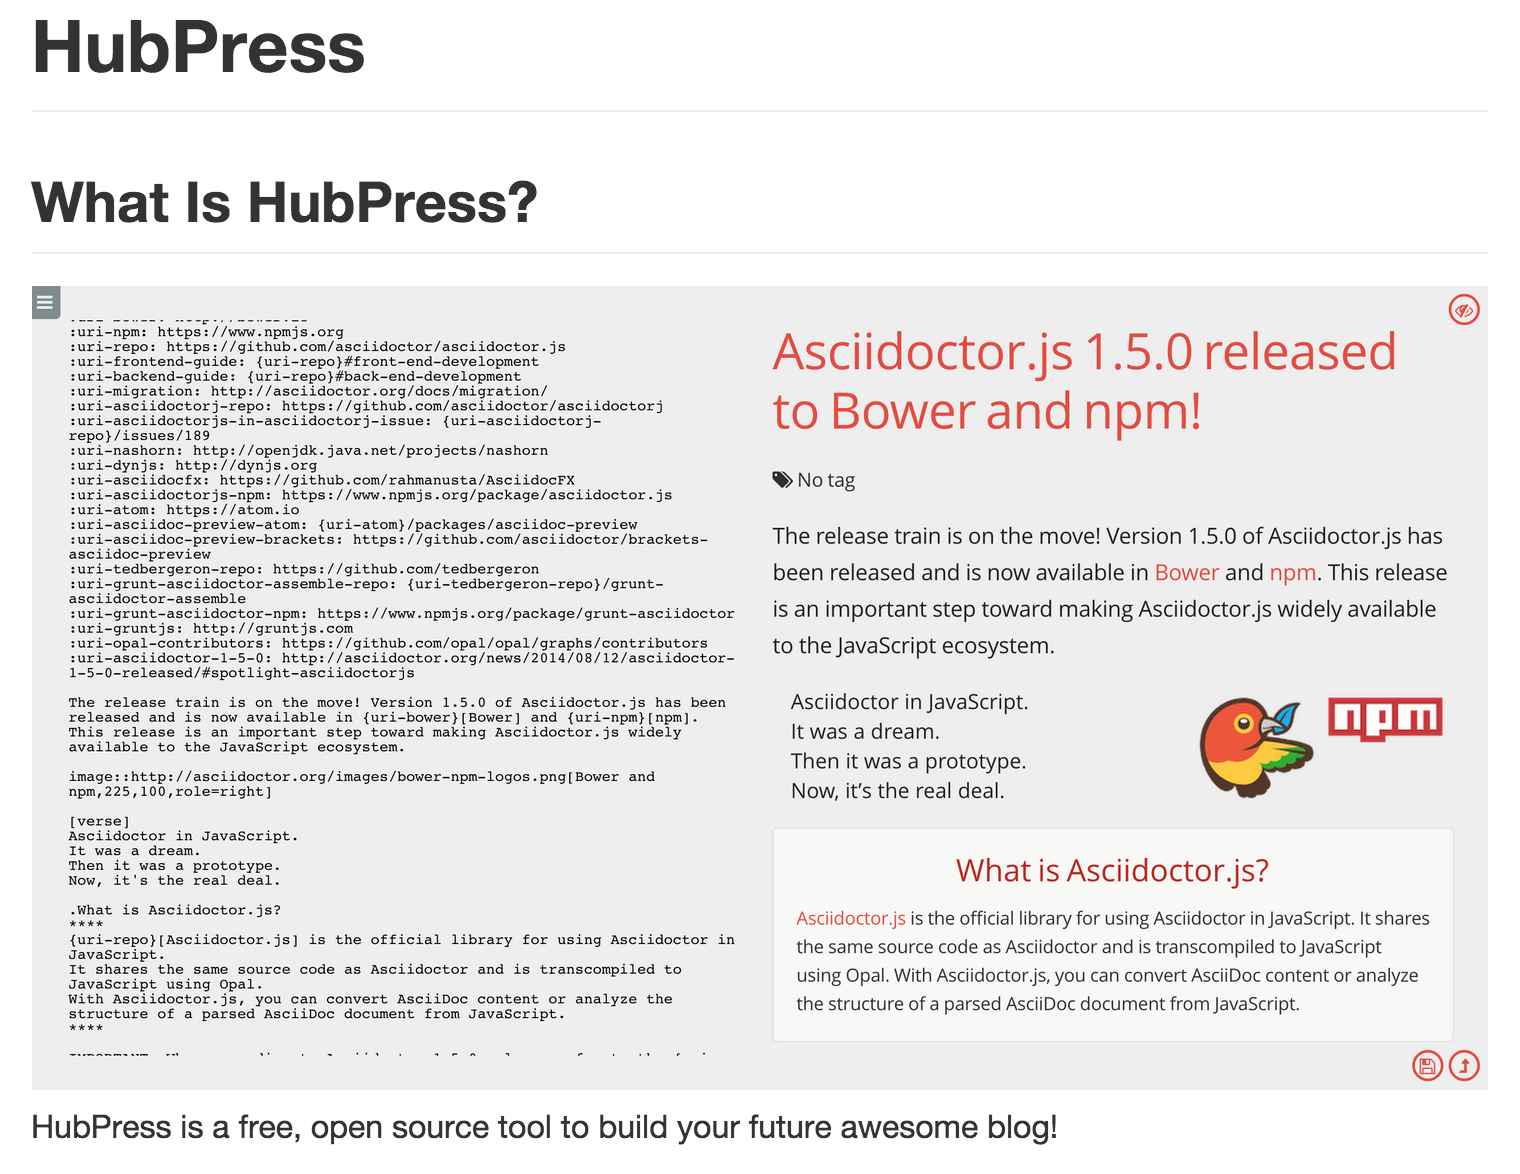 HubPress
What Is HubPress?
:uri-npm: https://www.npmjs.org
:uri-repo: https://github.com/asciidoctor/asciidoctor.js
:uri-frontend-guide: {uri-repo}#front-end-development
:uri-backend-guide: {uri-repo}#back-end-development
:uri-migration: http://asciidoctor.org/docs/migration/
:uri-asciidoctorj-repo: https://github.com/asciidoctor/asciidoctorj
:uri-asciidoctorjs-in-asciidoctorj-issue: {uri-asciidoctorj-
repo}/issues/189
:uri-nashorn: http://openjdk.java.net/projects/nashorn
:uri-dynjs: http://dynjs.org
:uri-asciidocfx: https://github.com/rahmanusta/AsciidocFX
:uri-asciidoctorjs-npm: https://www.npmjs.org/package/asciidoctor.js
:uri-atom: https://atom.io
:uri-asciidoc-preview-atom: {uri-atom}/packages/asciidoc-preview
:uri-asciidoc-preview-brackets: https://github.com/asciidoctor/brackets-
asciidoc-preview
:uri-tedbergeron-repo: https://github.com/tedbergeron
:uri-grunt-asciidoctor-assemble-repo: {uri-tedbergeron-repo}/grunt-
asciidoctor-assemble
:uri-grunt-asciidoctor-npm: https://www.npmjs.org/package/grunt-asciidoctor
:uri-gruntjs: http://gruntjs.com
:uri-opal-contributors: https://github.com/opal/opal/graphs/contributors
:uri-asciidoctor-1-5-0: http://asciidoctor.org/news/2014/08/12/asciidoctor-
1-5-0-released/#spotlight-asciidoctorjs
The release train is on the move! Version 1.5.0 of Asciidoctor.js has been
released and is now available in {uri-bower}[Bower] and {uri-npm}[npm].
This release is an important step toward making Asciidoctor.js widely
available to the JavaScript ecosystem.
image::http://asciidoctor.org/images/bower-npm-logos.png[Bower and
npm,225,100,role=right]
[verse]
Asciidoctor in JavaScript.
It was a dream.
Then it was a prototype.
Now, it's the real deal.
.What is Asciidoctor.js?
****
{uri-repo}[Asciidoctor.js] is the official library for using Asciidoctor in
JavaScript.
It shares the same source code as Asciidoctor and is transcompiled to
JavaScript using Opal.
With Asciidoctor.js, you can convert AsciiDoc content or analyze the
structure of a parsed AsciiDoc document from JavaScript.
****
Asciidoctor.js 1.5.0 released
to Bower and npm!
No tag
The release train is on the move! Version 1.5.0 of Asciidoctor.js has
been released and is now available in Bower and npm. This release
is an important step toward making Asciidoctor.js widely available
to the JavaScript ecosystem.
Asciidoctor in JavaScript.
It was a dream.
Then it was a prototype.
Now, it’s the real deal.
npm
What is Asciidoctor.js?
Asciidoctor.js is the official library for using Asciidoctor in JavaScript. It shares
the same source code as Asciidoctor and is transcompiled to JavaScript
using Opal. With Asciidoctor.js, you can convert AsciiDoc content or analyze
the structure of a parsed AsciiDoc document from JavaScript.
HubPress is a free, open source tool to build your future awesome blog!